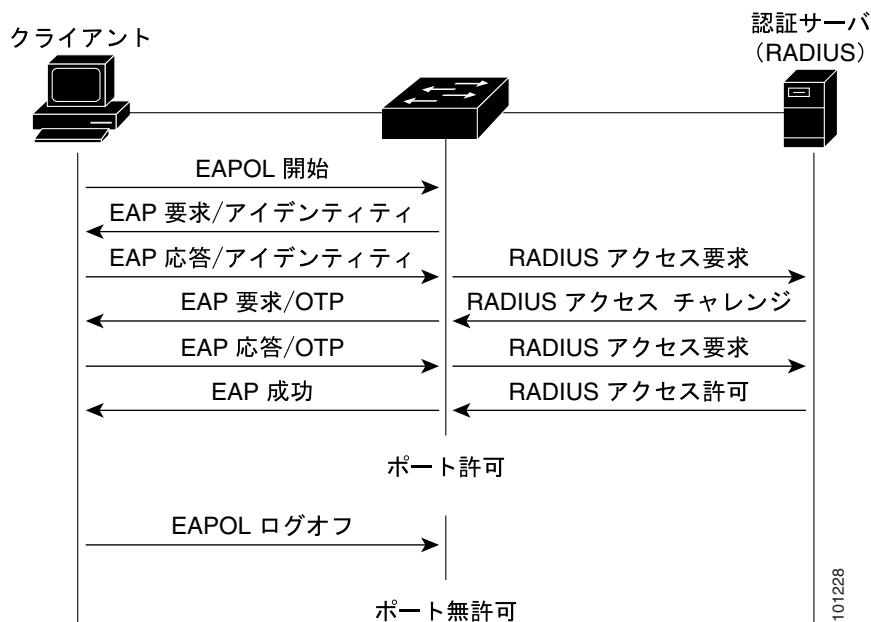 クライアント
認証サーバ
（RADIUS）
EAPOL 開始
EAP 要求/アイデンティティ
EAP 応答/アイデンティティ
RADIUS アクセス要求
EAP 要求/OTP
RADIUS アクセス チャレンジ
EAP 応答/OTP
RADIUS アクセス要求
EAP 成功
RADIUS アクセス許可
ポート許可
EAPOL ログオフ
ポート無許可
101228